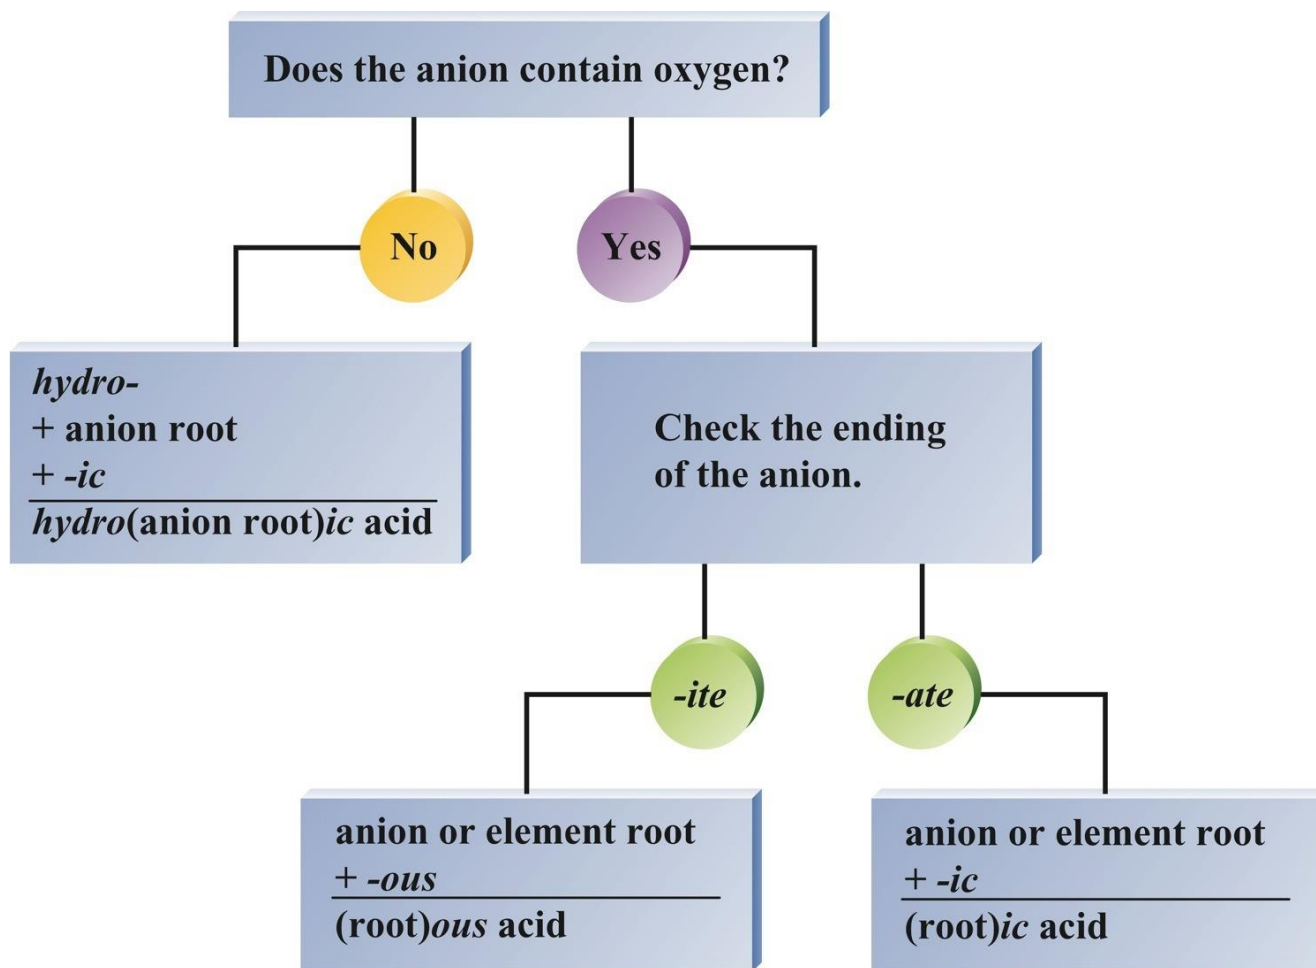 Does the anion contain oxygen?
No
Yes
hydro-
+ anion root
+ -ic
hydro(anion root)ic acid
Check the ending
of the anion.
-ite
-ate
anion or element root
+ -ous
(root)ous acid
anion or element root
+ -ic
(root)ic acid